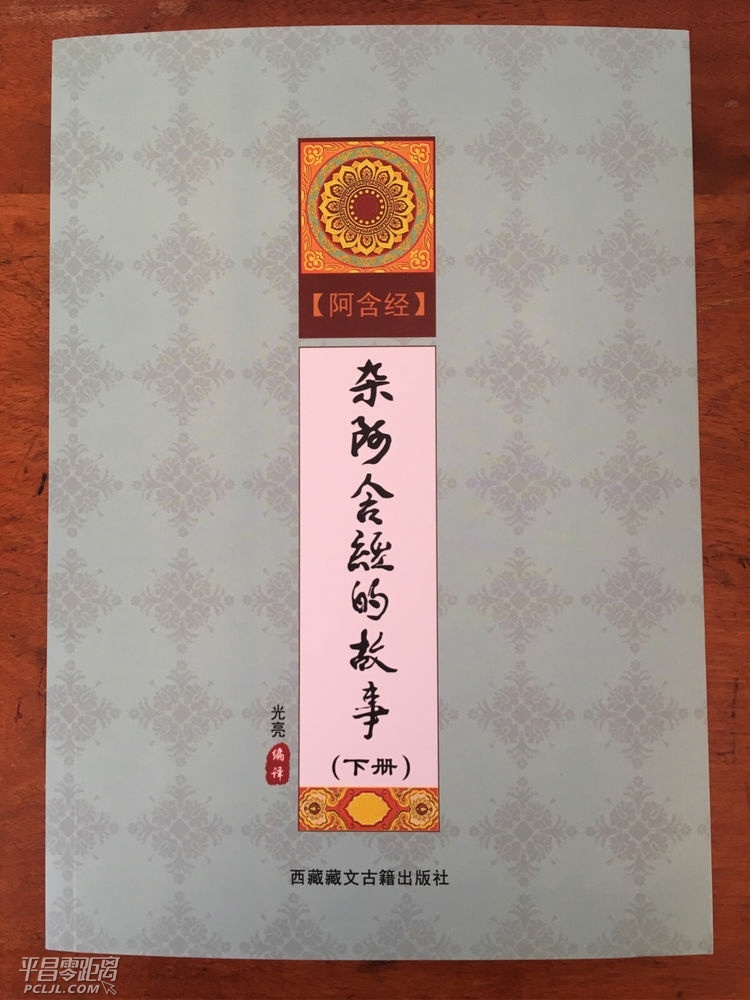 【阿含经】
杂阿含經的故事
(下册)
光亮
编译
西藏藏文古籍出版社
平昌零距离
PCLJL.COM